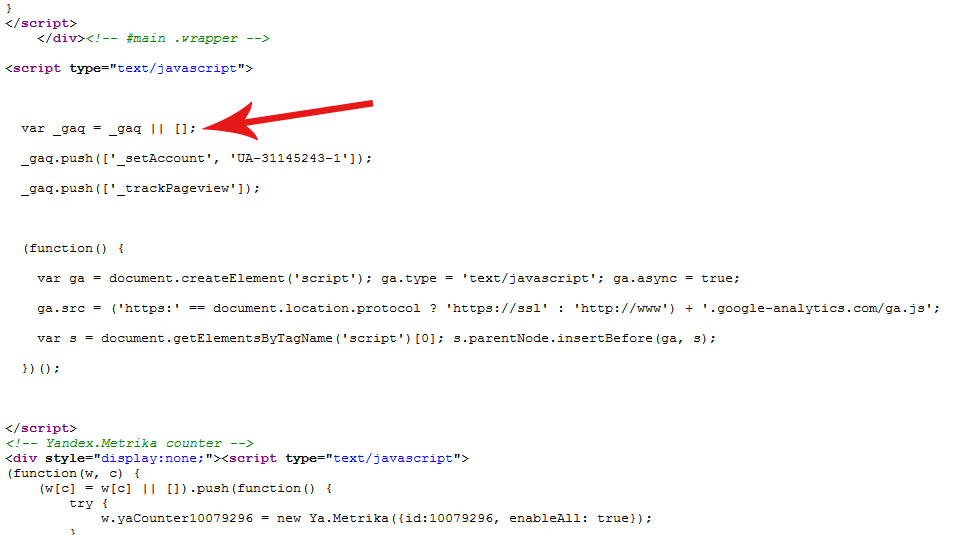 }
</script>
</div><!-- #main .wrapper -->
<script type="text/javascript">
var _gaq = _gaq || [];
_gaq.push(['_setAccount', 'UA-31145243-1']);
_gaq.push(['_trackPageview']);
(function() {
var ga = document.createElement('script'); ga.type = 'text/javascript'; ga.async = true;
ga.src = ('https:' == document.location.protocol ? 'https://ssl' : 'http://www') + '.google-analytics.com/ga.js';
var s = document.getElementsByTagName('script')[0]; s.parentNode.insertBefore(ga, s);
})();
</script>
<!-- Yandex.Metrika counter -->
<div style="display:none;"><script type="text/javascript">
(function(w, c) {
(w[c] = w[c] || []).push(function() {
try {
w.yaCounter10079296 = new Ya.Metrika({id:10079296, enableAll: true});
}